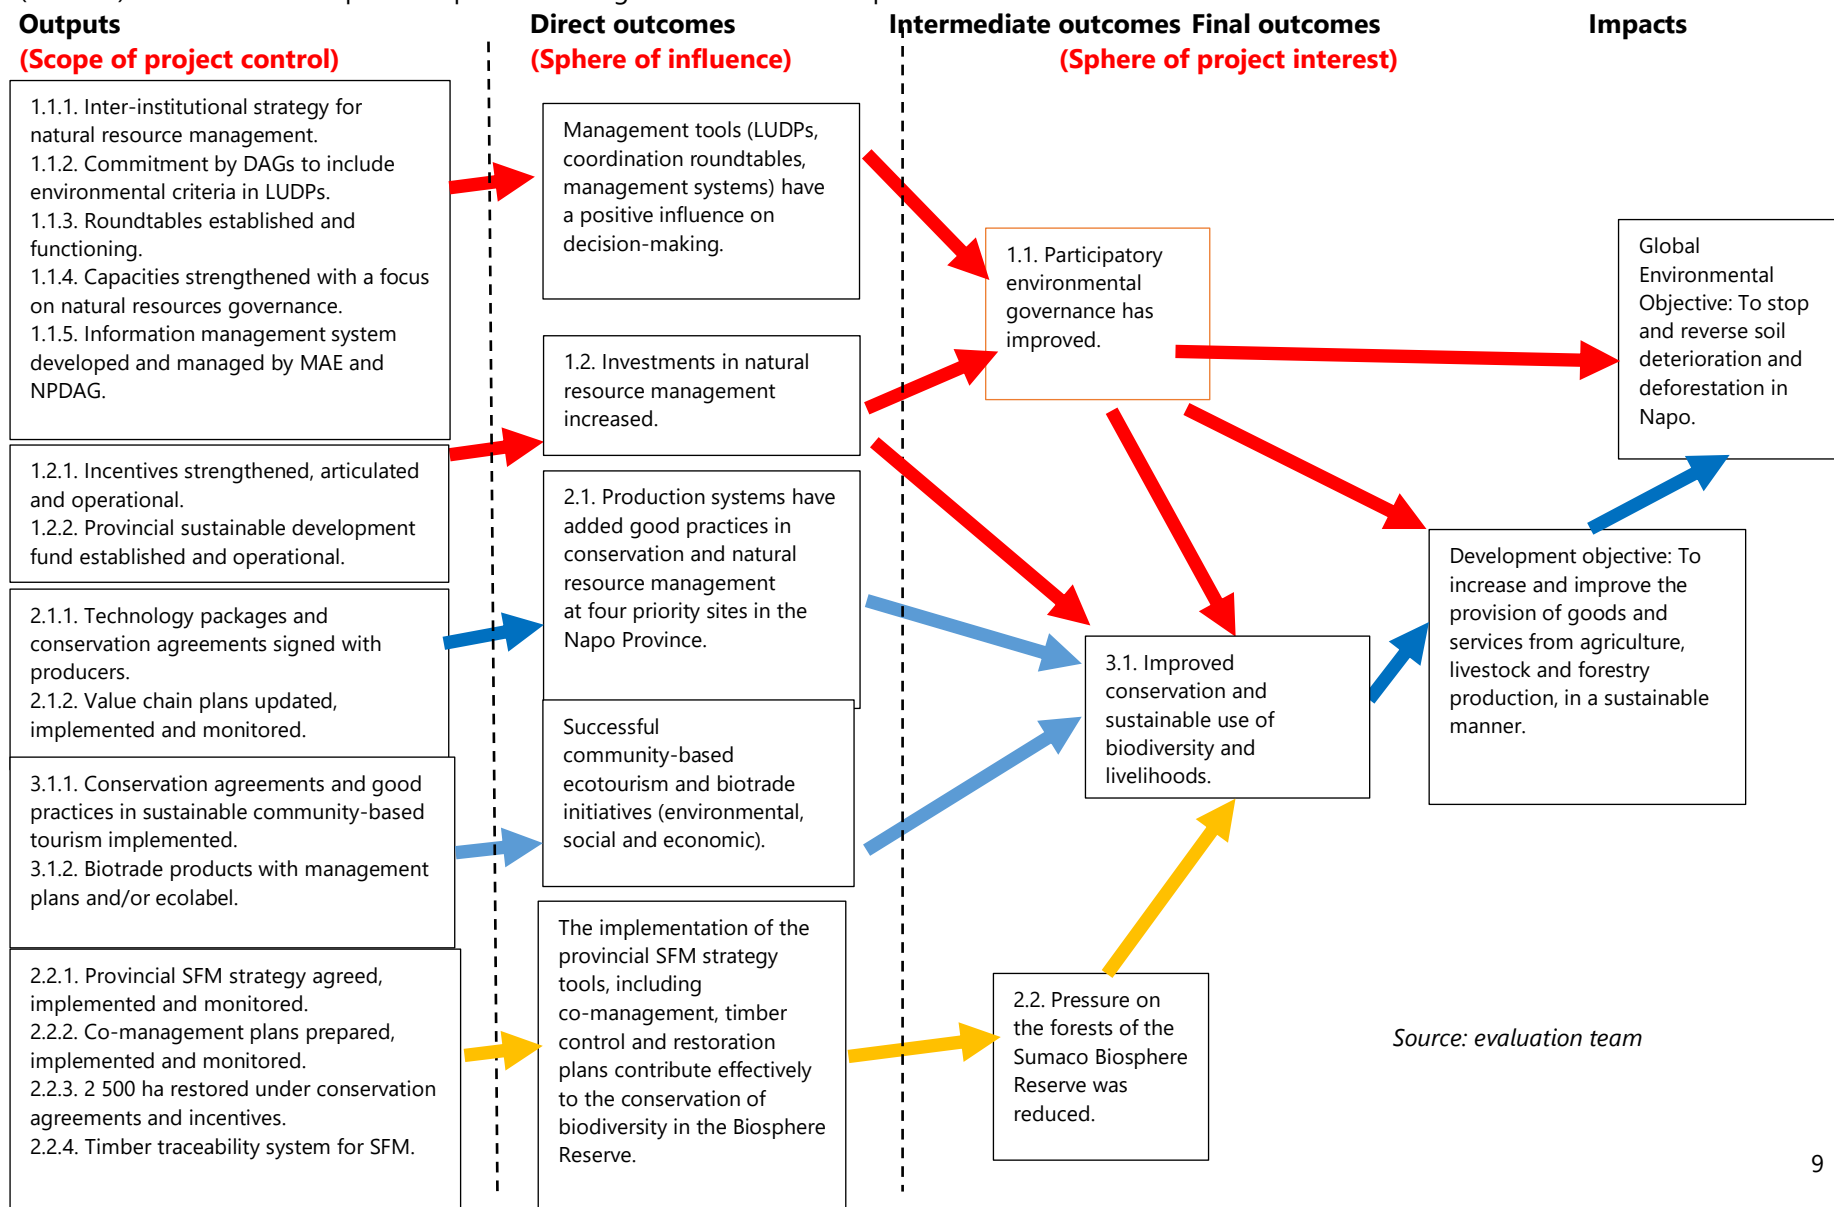 Outputs
(Scope of project control)
Direct outcomes
(Sphere of influence)
Intermediate outcomes Final outcomes
(Sphere of project interest)
Impacts
1.1.1. Inter-institutional strategy for
natural resource management.
1.1.2. Commitment by DAGs to include
environmental criteria in LUDPs.
1.1.3. Roundtables established and
functioning.
1.1.4. Capacities strengthened with a focus
on natural resources governance.
1.1.5. Information management system
developed and managed by MAE and
NPDAG.
1.2.1. Incentives strengthened, articulated
and operational.
1.2.2. Provincial sustainable development
fund established and operational.
2.1.1. Technology packages and
conservation agreements signed with
producers.
2.1.2. Value chain plans updated,
implemented and monitored.
3.1.1. Conservation agreements and good
practices in sustainable community-based
tourism implemented.
3.1.2. Biotrade products with management
plans and/or ecolabel.
2.2.1. Provincial SFM strategy agreed,
implemented and monitored.
2.2.2. Co-management plans prepared,
implemented and monitored.
2.2.3. 2 500 ha restored under conservation
agreements and incentives.
2.2.4. Timber traceability system for SFM.
Management tools (LUDPs,
coordination roundtables,
management systems) have
a positive influence on
decision-making.
1.2. Investments in natural
resource management
increased.
2.1. Production systems have
added good practices in
conservation and natural
resource management
at four priority sites in the
Napo Province.
Successful
community-based
ecotourism and biotrade
initiatives (environmental,
social and economic).
The implementation of the
provincial SFM strategy
tools, including
co-management, timber
control and restoration
plans contribute effectively
to the conservation of
biodiversity in the Biosphere
Reserve.
1.1. Participatory
environmental
governance has
improved.
3.1. Improved
conservation and
sustainable use of
biodiversity and
livelihoods.
2.2. Pressure on
the forests of the
Sumaco Biosphere
Reserve was
reduced.
Global
Environmental
Objective: To stop
and reverse soil
deterioration and
deforestation in
Napo.
Development objective: To
increase and improve the
provision of goods and
services from agriculture,
livestock and forestry
production, in a sustainable
manner.
Source: evaluation team
9